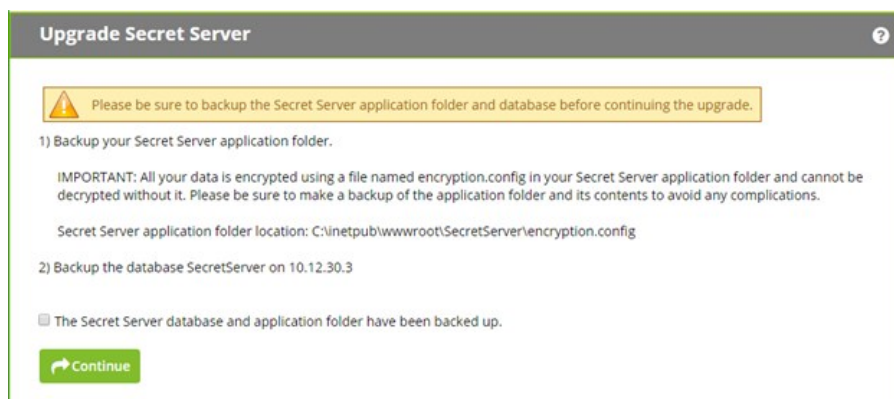 Upgrade Secret Server
Please be sure to backup the Secret Server application folder and database before continuing the upgrade.
1) Backup your Secret Server application folder.
IMPORTANT: All your data is encrypted using a file named encryption.config in your Secret Server application folder and cannot be
decrypted without it. Please be sure to make a backup of the application folder and its contents to avoid any complications.
Secret Server application folder location: C:\inetpub\wwwroot\SecretServer\encryption.config
2) Backup the database SecretServer on 10.12.30.3
The Secret Server database and application folder have been backed up.
Continue